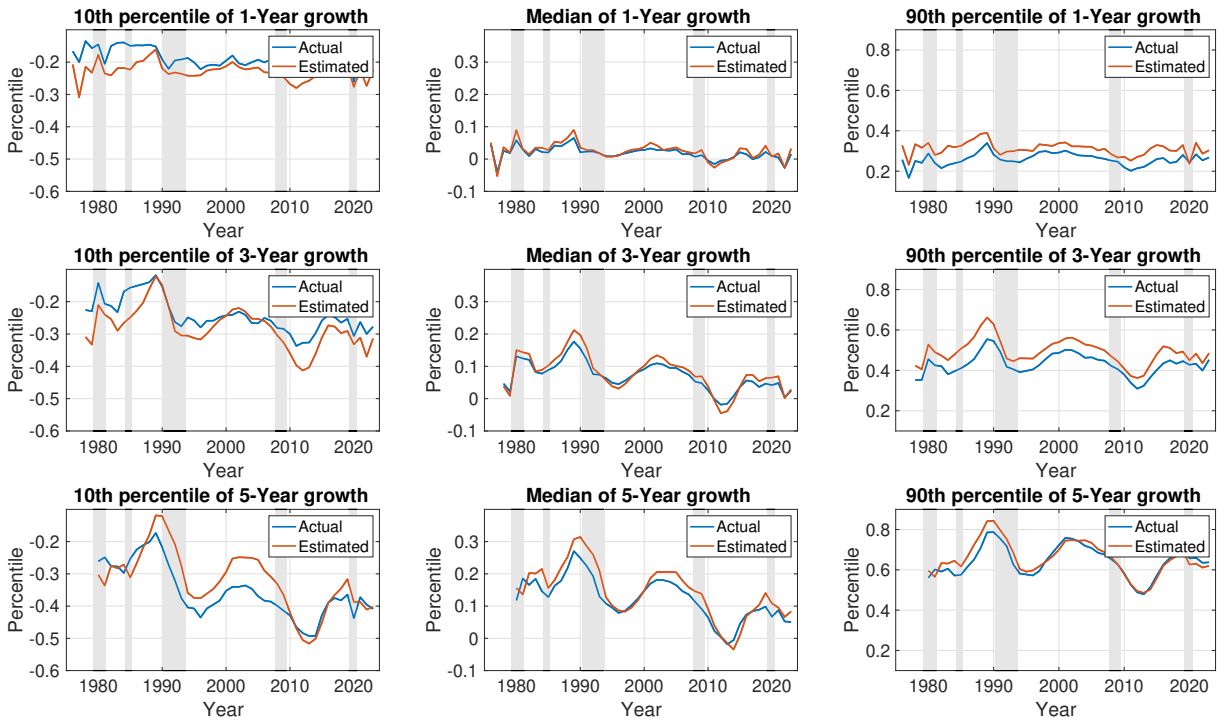 10th percentile of 1-Year growth
Percentile
-0.2
-0.3
-0.4
-0.5
-0.6
1980 1990 2000 2010 2020
Year
Actual
Estimated
Median of 1-Year growth
Percentile
0.3
0.2
0.1
0
-0.1
1980 1990 2000 2010 2020
Year
Actual
Estimated
90th percentile of 1-Year growth
Percentile
0.8
0.6
0.4
0.2
1980 1990 2000 2010 2020
Year
Actual
Estimated
10th percentile of 3-Year growth
Percentile
-0.2
-0.3
-0.4
-0.5
-0.6
1980 1990 2000 2010 2020
Year
Actual
Estimated
Median of 3-Year growth
Percentile
0.3
0.2
0.1
0
-0.1
1980 1990 2000 2010 2020
Year
Actual
Estimated
90th percentile of 3-Year growth
Percentile
0.8
0.6
0.4
0.2
1980 1990 2000 2010 2020
Year
Actual
Estimated
10th percentile of 5-Year growth
Percentile
-0.2
-0.3
-0.4
-0.5
-0.6
1980 1990 2000 2010 2020
Year
Actual
Estimated
Median of 5-Year growth
Percentile
0.3
0.2
0.1
0
-0.1
1980 1990 2000 2010 2020
Year
Actual
Estimated
90th percentile of 5-Year growth
Percentile
0.8
0.6
0.4
0.2
1980 1990 2000 2010 2020
Year
Actual
Estimated